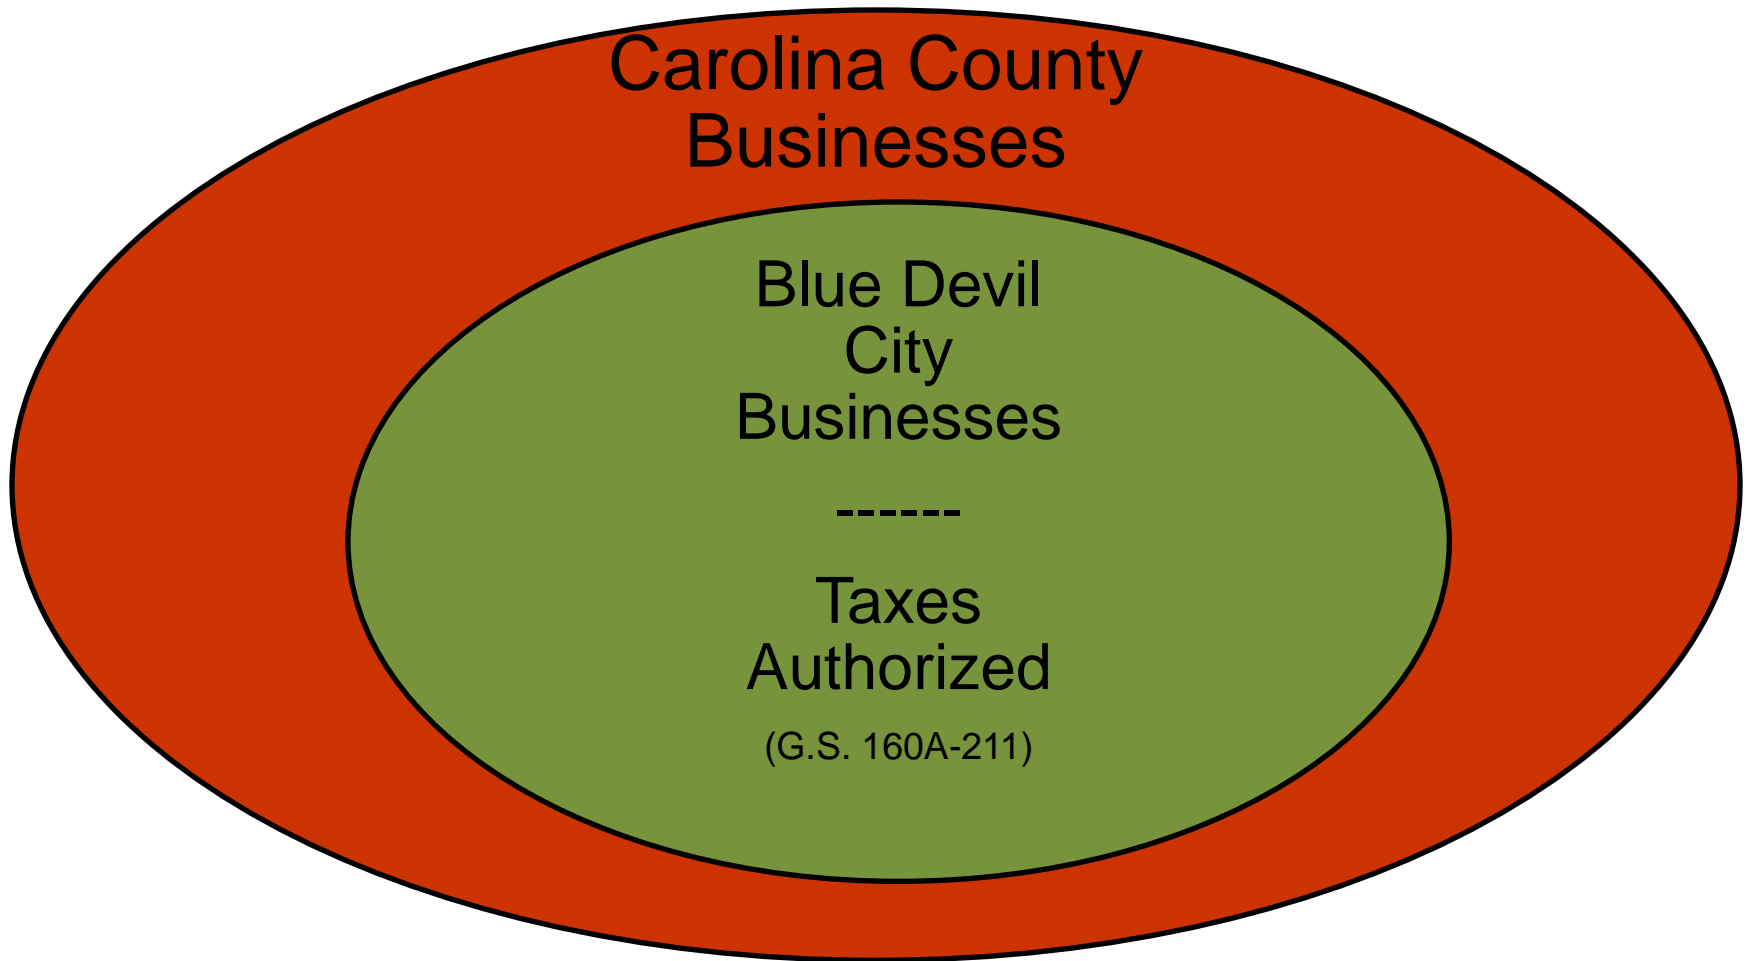 Carolina County
Businesses
Blue Devil
City
Businesses
------
Taxes
Authorized
(G.S. 160A-211)